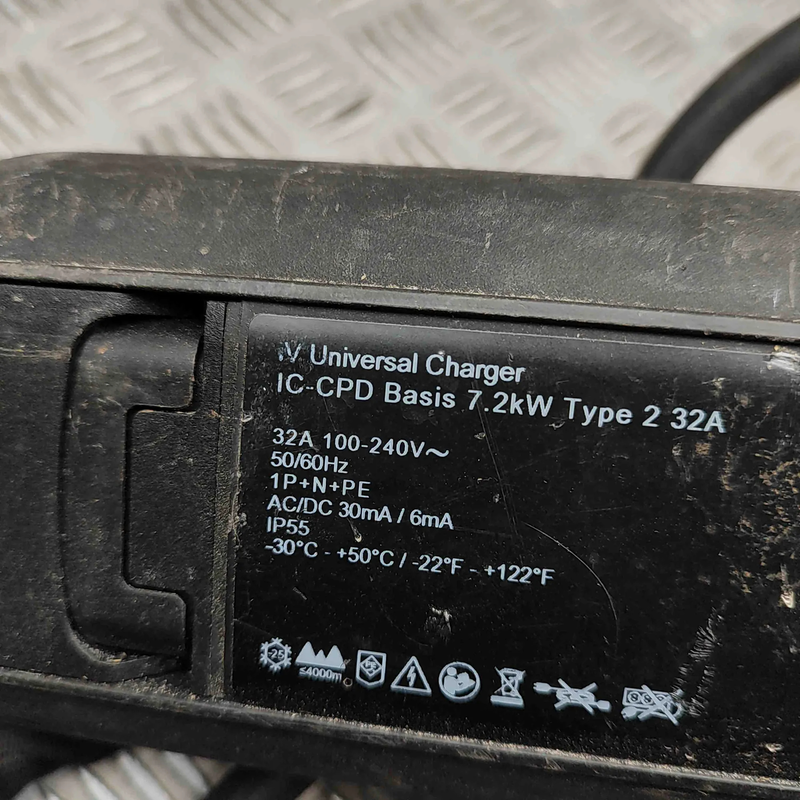 Universal Charger
IC-CPD Basis 7.2kW Type 2 32A
32A 100-240V~
50/60Hz
1P+N+PE
AC/DC 30mA / 6mA
IP55
-30°C - +50°C / -22°F - +122°F
-25
≤4000m